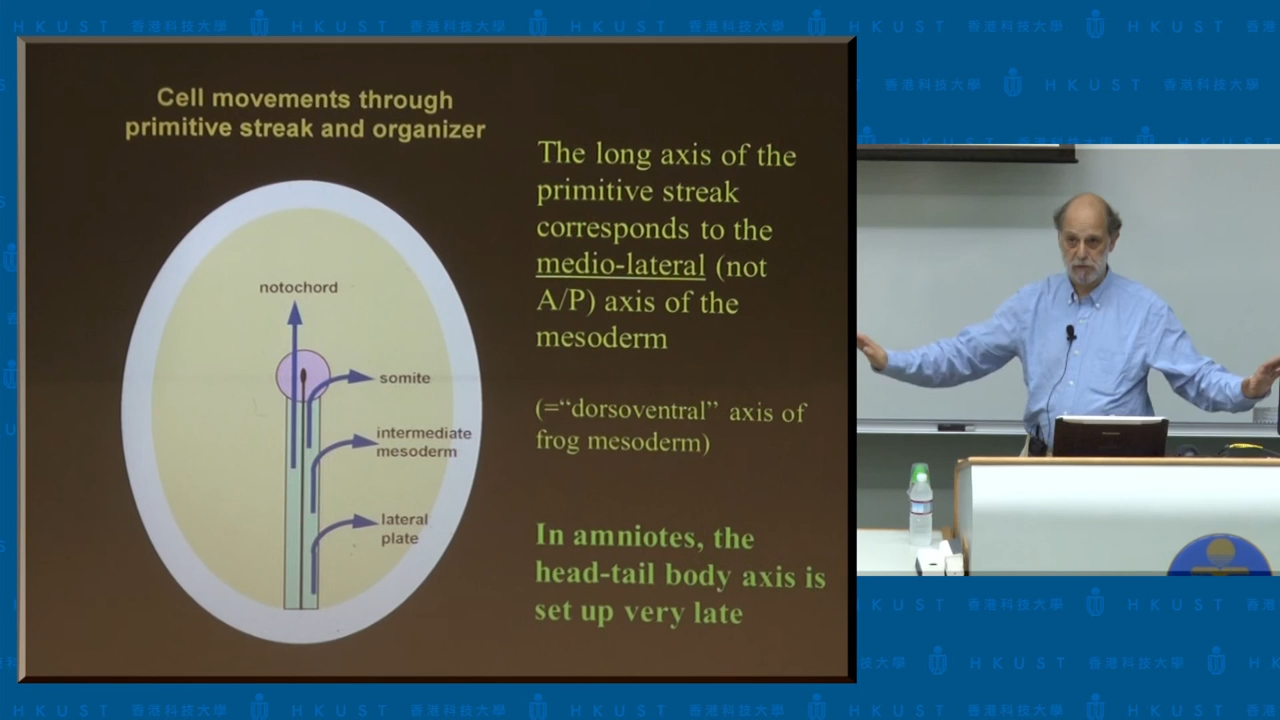 HKUST 香港科技大學
Cell movements through
primitive streak and organizer
The long axis of the
primitive streak
corresponds to the
medio-lateral (not
A/P) axis of the
mesoderm
(=“dorsoventral” axis of
frog mesoderm)
In amniotes, the
head-tail body axis is
set up very late
notochord
somite
intermediate
mesoderm
lateral
plate